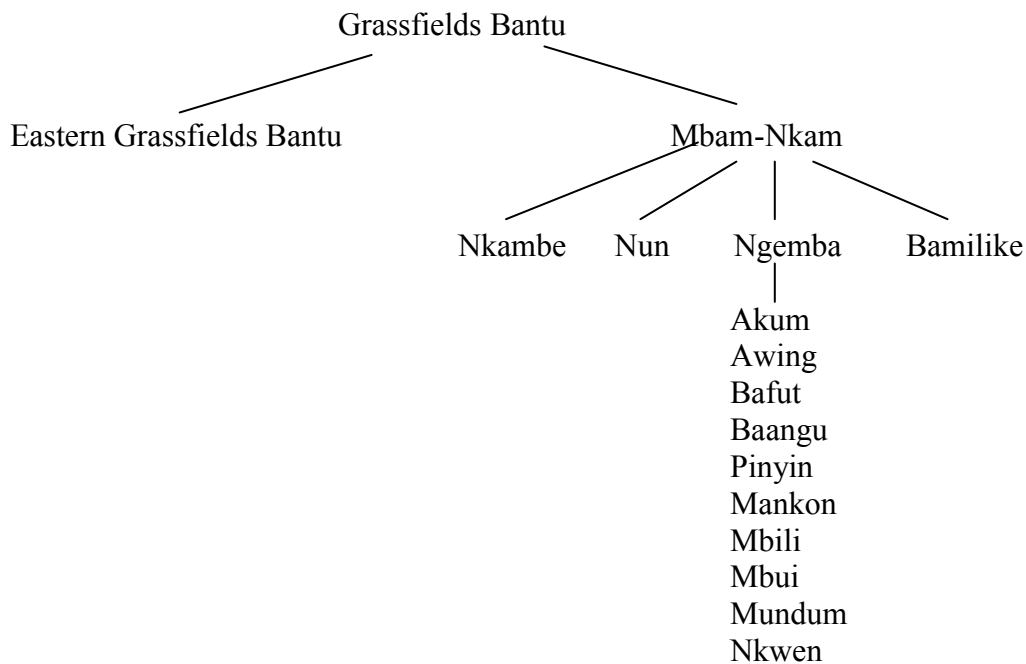 Grassfields Bantu
Eastern Grassfields Bantu Mbam-Nkam
Nkambe Nun Ngemba Bamilike
Akum
Awing
Bafut
Baangu
Pinyin
Mankon
Mbili
Mbui
Mundum
Nkwen